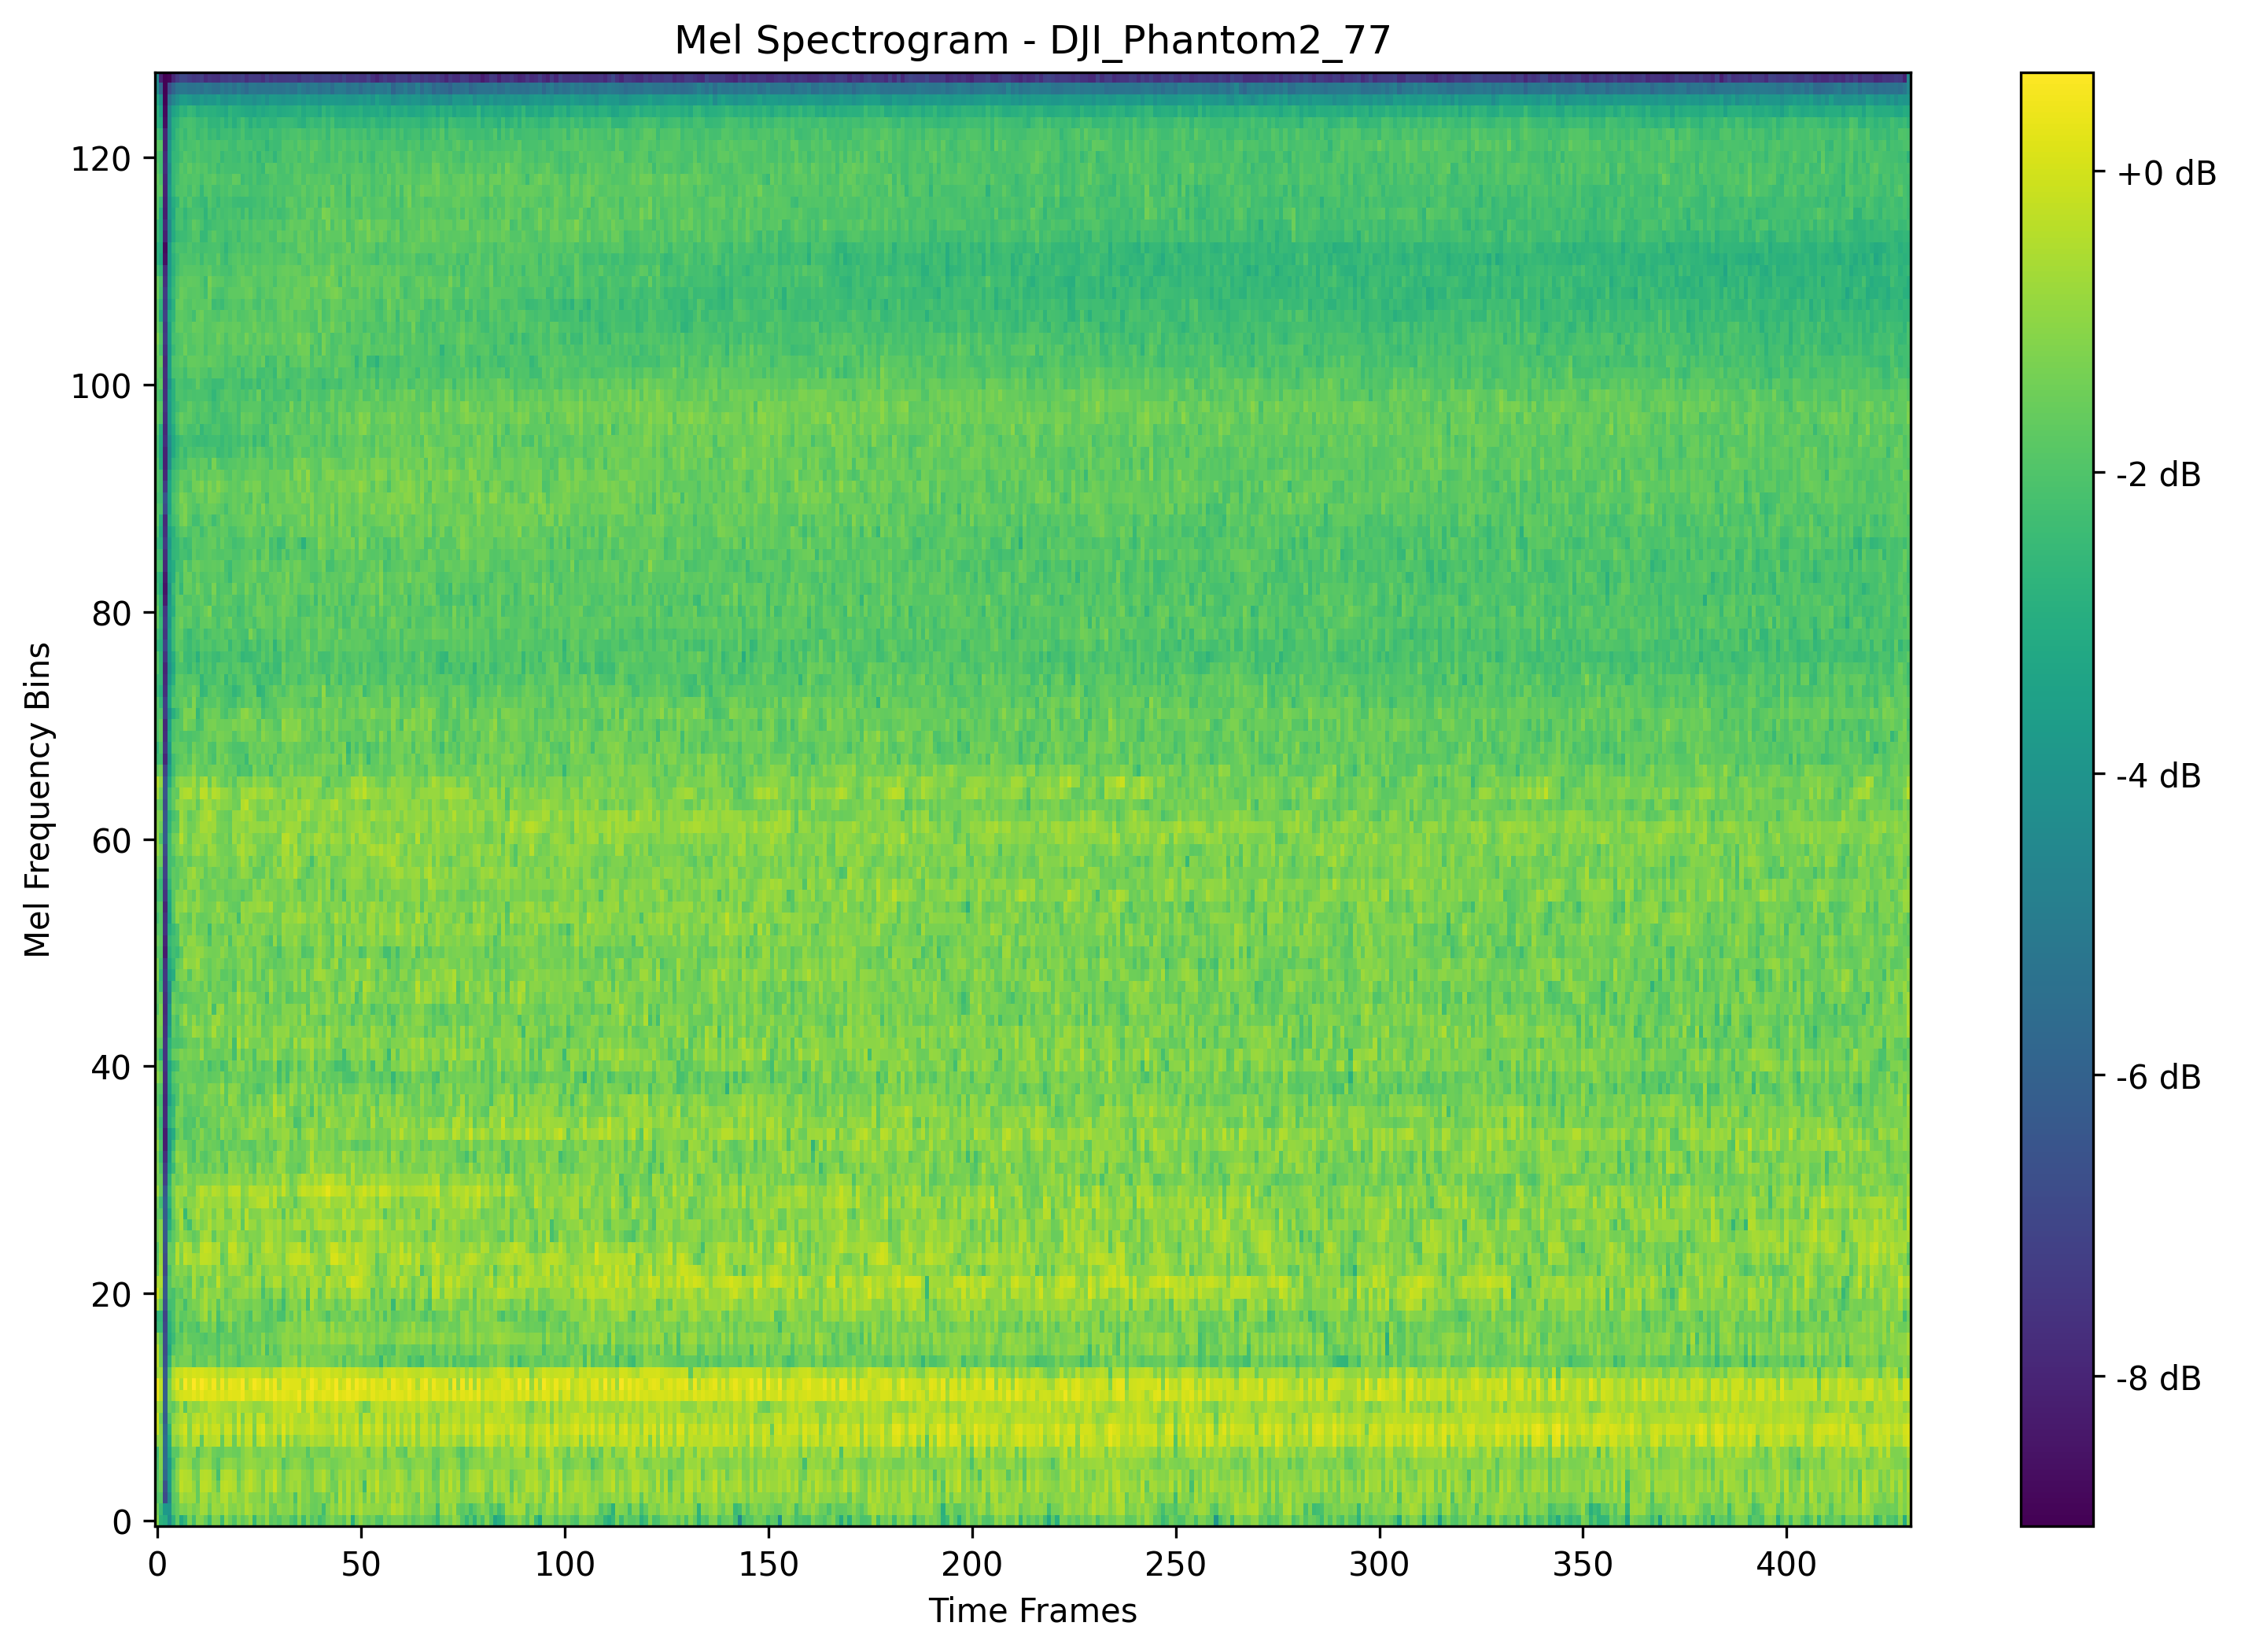 Mel Spectrogram - DJI_Phantom2_77
Mel Frequency Bins
120
100
80
60
40
20
0
0 50 100 150 200 250 300 350 400
Time Frames
+0 dB
-2 dB
-4 dB
-6 dB
-8 dB